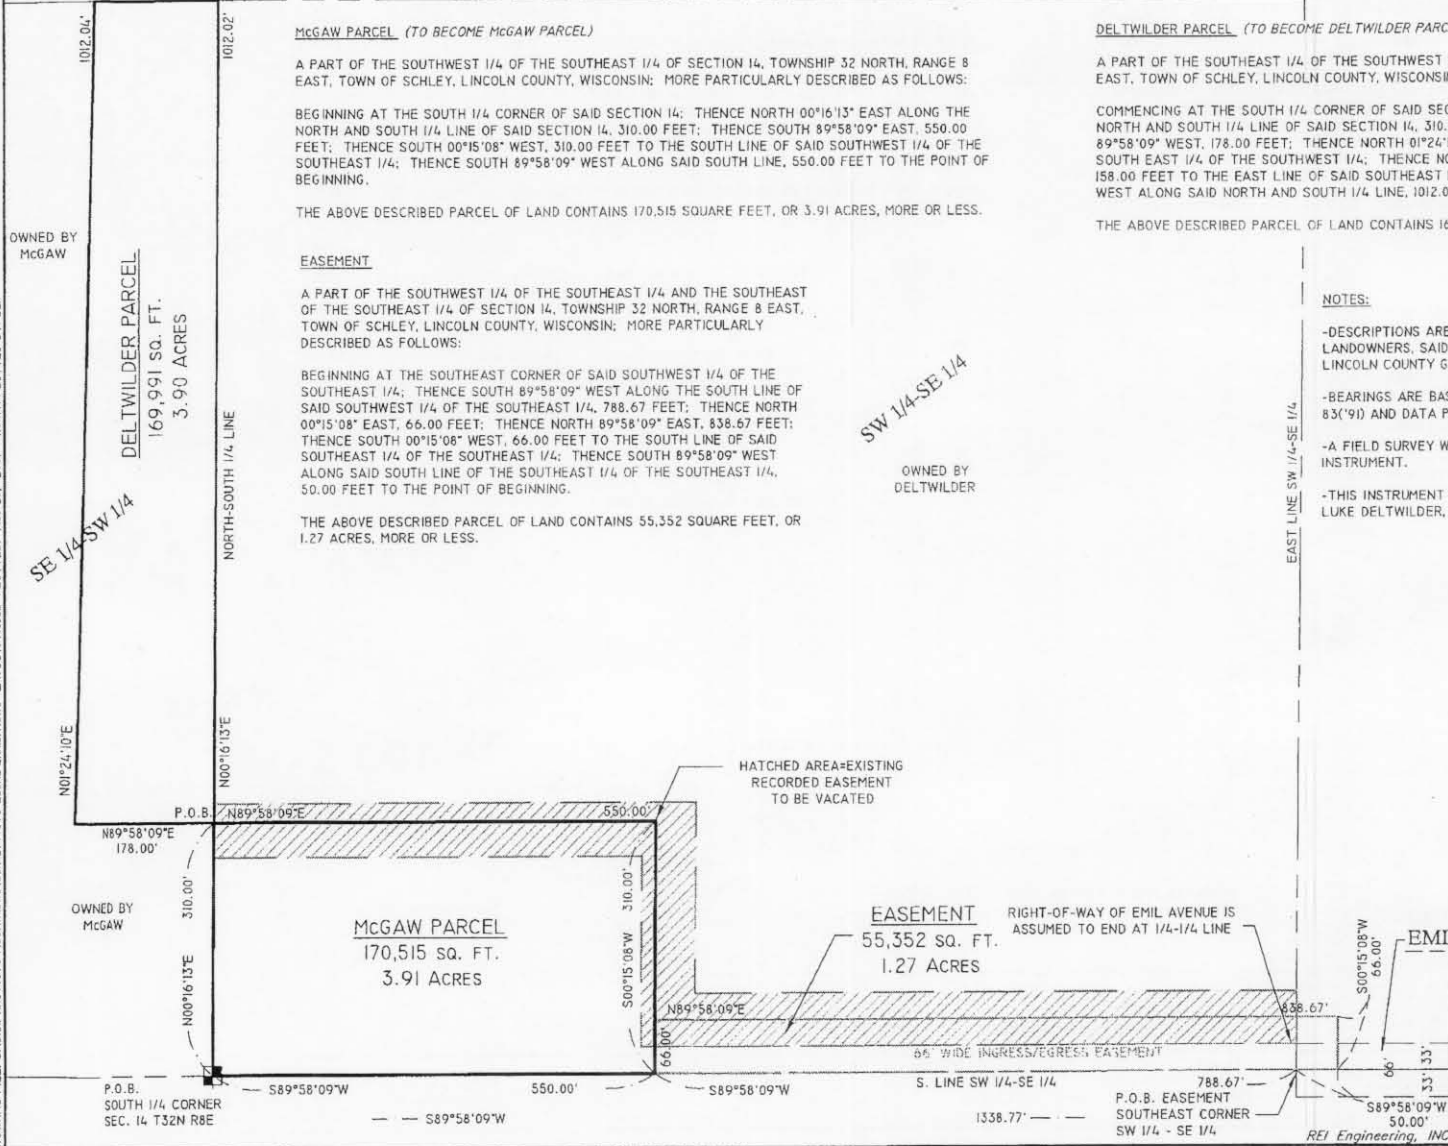 McGAW PARCEL (TO BECOME McGAW PARCEL)
A PART OF THE SOUTHWEST 1/4 OF THE SOUTHEAST 1/4 OF SECTION 14, TOWNSHIP 32 NORTH, RANGE 8
EAST, TOWN OF SCHLEY, LINCOLN COUNTY, WISCONSIN; MORE PARTICULARLY DESCRIBED AS FOLLOWS:
BEGINNING AT THE SOUTH 1/4 CORNER OF SAID SECTION 14; THENCE NORTH 00°16'13" EAST ALONG THE
NORTH AND SOUTH 1/4 LINE OF SAID SECTION 14, 310.00 FEET; THENCE SOUTH 89°58'09" EAST, 550.00
FEET; THENCE SOUTH 00°15'08" WEST, 310.00 FEET TO THE SOUTH LINE OF SAID SOUTHWEST 1/4 OF THE
SOUTHEAST 1/4; THENCE SOUTH 89°58'09" WEST ALONG SAID SOUTH LINE, 550.00 FEET TO THE POINT OF
BEGINNING.
THE ABOVE DESCRIBED PARCEL OF LAND CONTAINS 170,515 SQUARE FEET, OR 3.91 ACRES, MORE OR LESS.
EASEMENT
A PART OF THE SOUTHWEST 1/4 OF THE SOUTHEAST 1/4 AND THE SOUTHEAST
OF THE SOUTHEAST 1/4 OF SECTION 14, TOWNSHIP 32 NORTH, RANGE 8 EAST,
TOWN OF SCHLEY, LINCOLN COUNTY, WISCONSIN; MORE PARTICULARLY
DESCRIBED AS FOLLOWS:
BEGINNING AT THE SOUTHEAST CORNER OF SAID SOUTHWEST 1/4 OF THE
SOUTHEAST 1/4; THENCE SOUTH 89°58'09" WEST ALONG THE SOUTH LINE OF
SAID SOUTHWEST 1/4 OF THE SOUTHEAST 1/4, 788.67 FEET; THENCE NORTH
00°15'08" EAST, 66.00 FEET; THENCE NORTH 89°58'09" EAST, 838.67 FEET;
THENCE SOUTH 00°15'08" WEST, 66.00 FEET TO THE SOUTH LINE OF SAID
SOUTHEAST 1/4 OF THE SOUTHEAST 1/4; THENCE SOUTH 89°58'09" WEST
ALONG SAID SOUTH LINE OF THE SOUTHEAST 1/4 OF THE SOUTHEAST 1/4,
50.00 FEET TO THE POINT OF BEGINNING.
THE ABOVE DESCRIBED PARCEL OF LAND CONTAINS 55,352 SQUARE FEET, OR
1.27 ACRES, MORE OR LESS.
DELTWILDER PARCEL (TO BECOME DELTWILDER PARC
A PART OF THE SOUTHEAST 1/4 OF THE SOUTHWEST
EAST, TOWN OF SCHLEY, LINCOLN COUNTY, WISCONSI
COMMENCING AT THE SOUTH 1/4 CORNER OF SAID SEC
NORTH AND SOUTH 1/4 LINE OF SAID SECTION 14, 310.
89°58'09" WEST, 178.00 FEET; THENCE NORTH 01°24'
SOUTH EAST 1/4 OF THE SOUTHWEST 1/4; THENCE NO
158.00 FEET TO THE EAST LINE OF SAID SOUTHEAST
WEST ALONG SAID NORTH AND SOUTH 1/4 LINE, 1012.0
THE ABOVE DESCRIBED PARCEL OF LAND CONTAINS 16
NOTES:
-DESCRIPTIONS ARE
LANDOWNERS, SAID
LINCOLN COUNTY G
-BEARINGS ARE BAS
83('91) AND DATA P
-A FIELD SURVEY W
INSTRUMENT.
-THIS INSTRUMENT
LUKE DELTWILDER,
1012.04'
1012.02'
OWNED BY
McGAW
DELTWILDER PARCEL
169,991 SQ. FT.
3.90 ACRES
NORTH-SOUTH 1/4 LINE
SE 1/4-SW 1/4
SW 1/4-SE 1/4
OWNED BY
DELTWILDER
EAST LINE SW 1/4-SE 1/4
N01°24'10"E
N00°16'13"E
HATCHED AREA=EXISTING
RECORDED EASEMENT
TO BE VACATED
P.O.B.
N89°58'09"E
550.00'
N89°58'09"E
178.00'
OWNED BY
McGAW
310.00'
N00°16'13"E
McGAW PARCEL
170,515 SQ. FT.
3.91 ACRES
310.00'
S00°15'08"W
EASEMENT
55,352 SQ. FT.
1.27 ACRES
RIGHT-OF-WAY OF EMIL AVENUE IS
ASSUMED TO END AT 1/4-1/4 LINE
S00°15'08"W
66.00'
EMI
N89°58'09"E
838.67'
66.00'
66' WIDE INGRESS/EGRESS EASEMENT
66'
33'
33'
P.O.B.
SOUTH 1/4 CORNER
SEC. 14 T32N R8E
S89°58'09"W
550.00'
S89°58'09"W
S. LINE SW 1/4-SE 1/4
788.67'
S89°58'09"W
1338.77'
P.O.B. EASEMENT
SOUTHEAST CORNER
SW 1/4 - SE 1/4
S89°58'09"W
50.00'
REI Engineering, INC